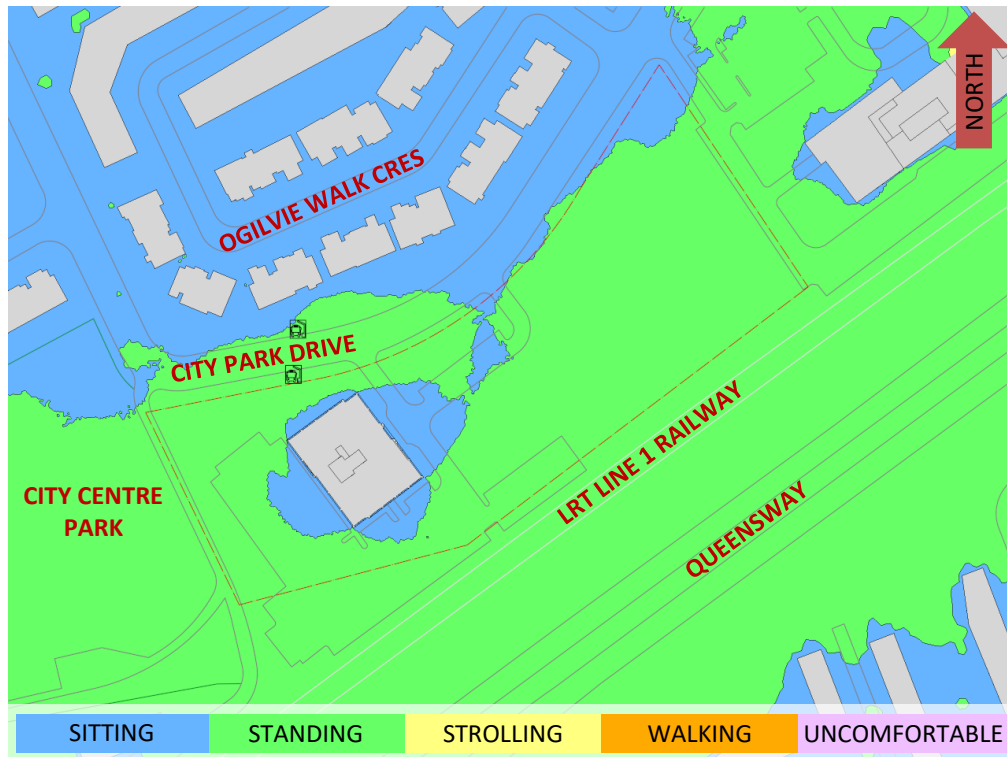 NORTH
OGILVIE WALK CRES
CITY PARK DRIVE
CITY CENTRE
PARK
LRT LINE 1 RAILWAY
QUEENSWAY
SITTING
STANDING
STROLLING
WALKING
UNCOMFORTABLE